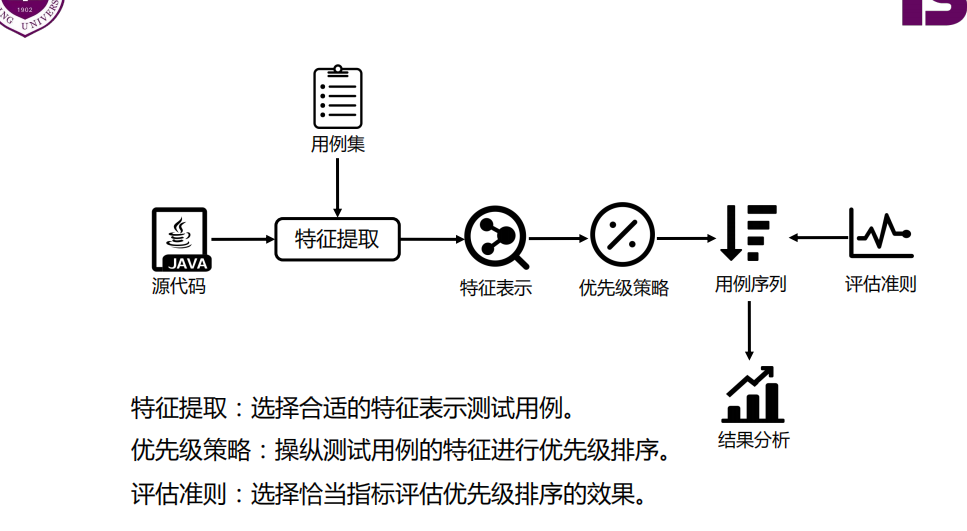 1902
用例集
JAVA
源代码
特征提取
特征表示
优先级策略
用例序列
评估准则
结果分析
特征提取：选择合适的特征表示测试用例。
优先级策略：操纵测试用例的特征进行优先级排序。
评估准则：选择恰当指标评估优先级排序的效果。